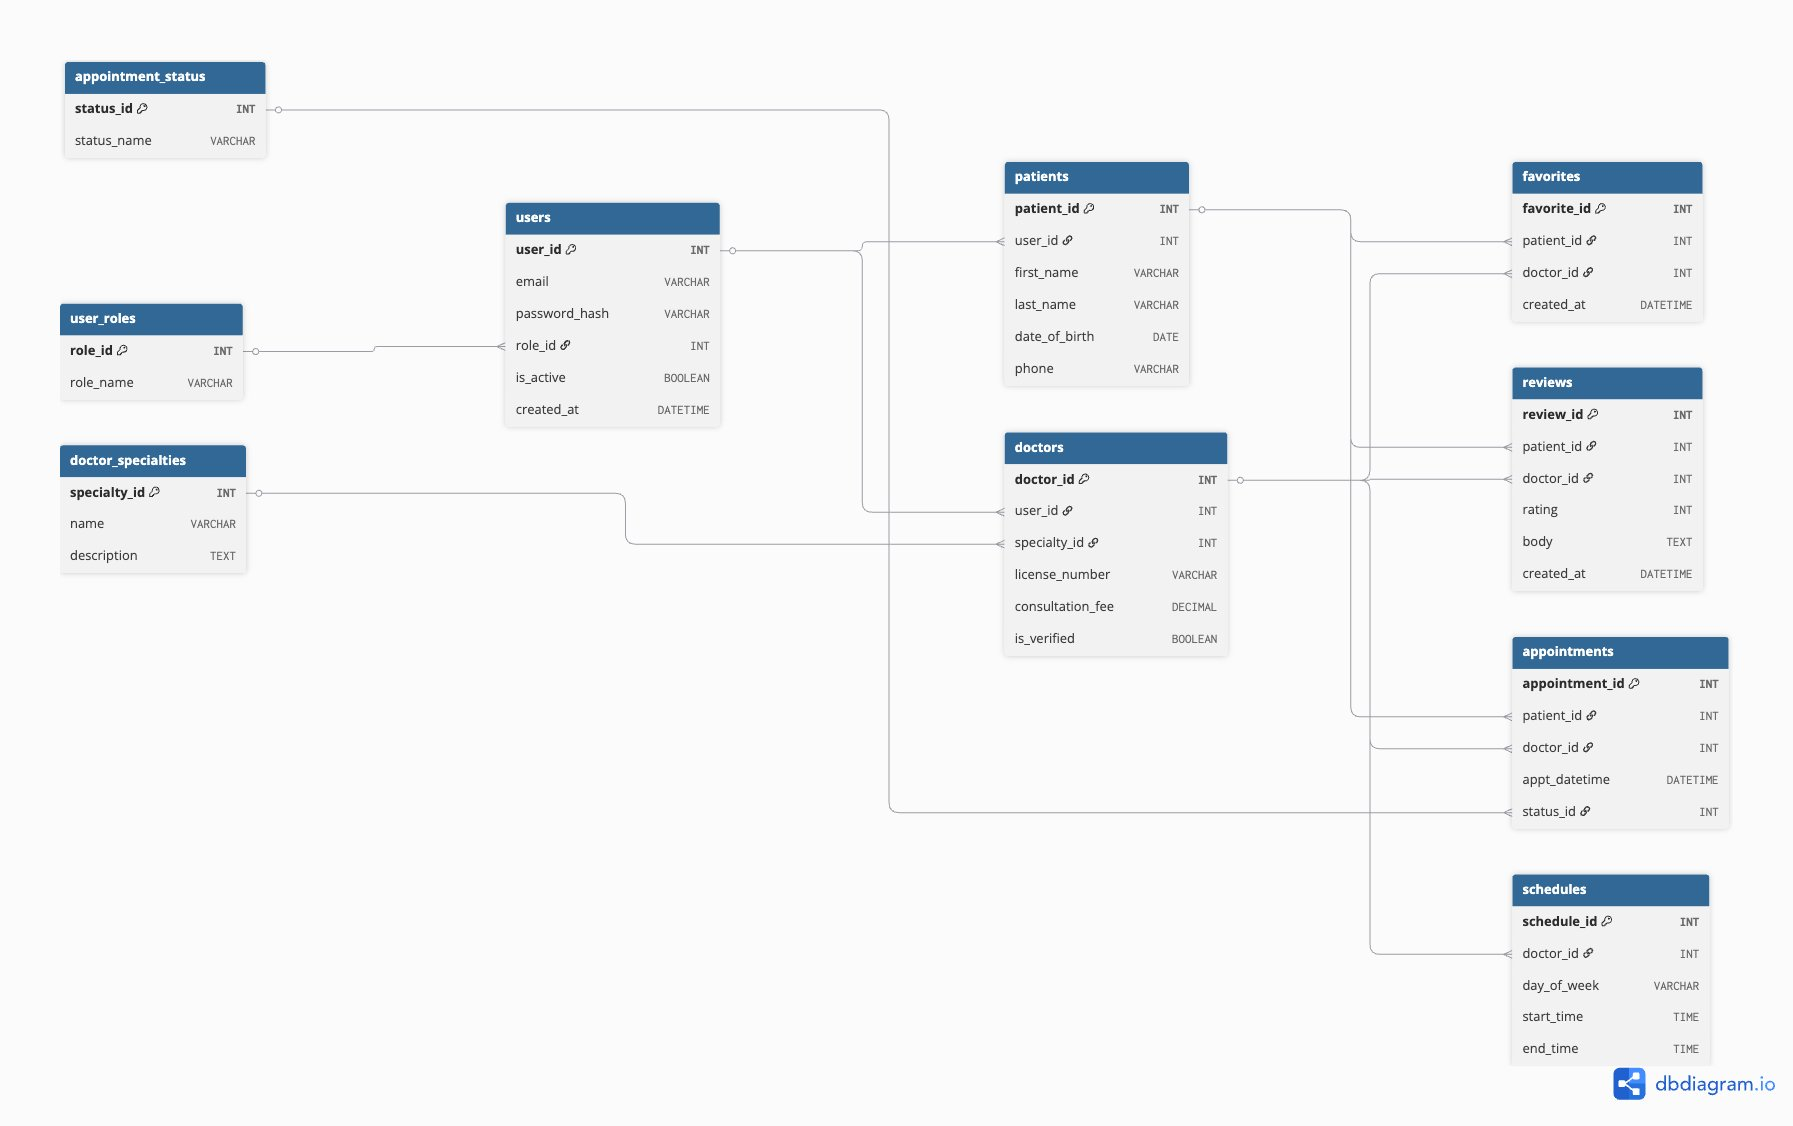 appointment_status
status_id INT
status_name VARCHAR
user_roles
role_id INT
role_name VARCHAR
doctor_specialties
specialty_id INT
name VARCHAR
description TEXT
users
user_id INT
email VARCHAR
password_hash VARCHAR
role_id INT
is_active BOOLEAN
created_at DATETIME
patients
patient_id INT
user_id INT
first_name VARCHAR
last_name VARCHAR
date_of_birth DATE
phone VARCHAR
doctors
doctor_id INT
user_id INT
specialty_id INT
license_number VARCHAR
consultation_fee DECIMAL
is_verified BOOLEAN
favorites
favorite_id INT
patient_id INT
doctor_id INT
created_at DATETIME
reviews
review_id INT
patient_id INT
doctor_id INT
rating INT
body TEXT
created_at DATETIME
appointments
appointment_id INT
patient_id INT
doctor_id INT
appt_datetime DATETIME
status_id INT
schedules
schedule_id INT
doctor_id INT
day_of_week VARCHAR
start_time TIME
end_time TIME
dbdiagram.io